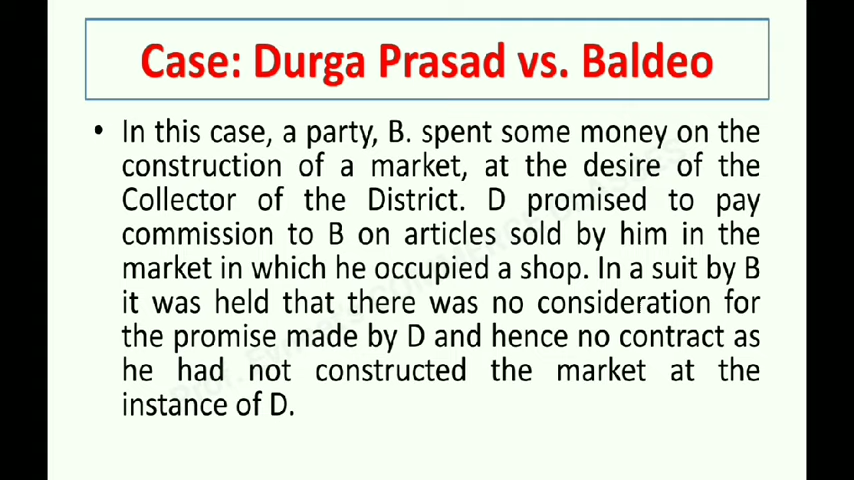 Case: Durga Prasad vs. Baldeo
• In this case, a party, B. spent some money on the
construction of a market, at the desire of the
Collector of the District. D promised to pay
commission to B on articles sold by him in the
market in which he occupied a shop. In a suit by B
it was held that there was no consideration for
the promise made by D and hence no contract as
he had not constructed the market at the
instance of D.